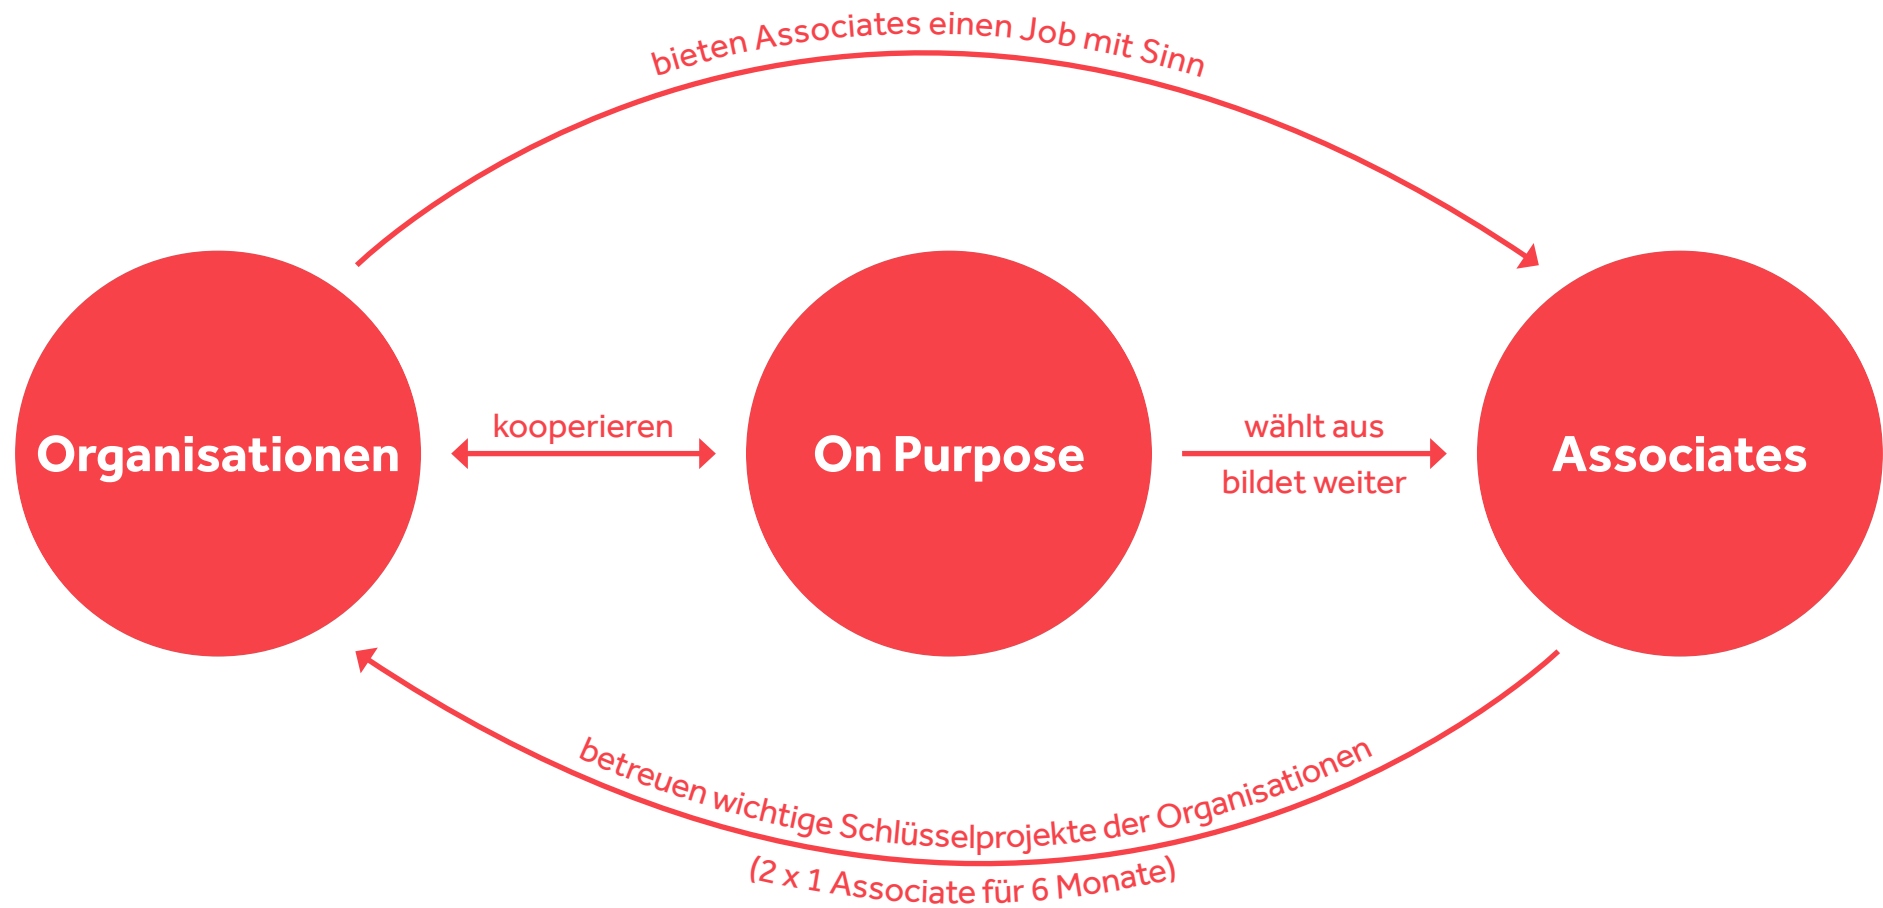 bieten Associates einen Job mit Sinn
Organisationen
kooperieren
On Purpose
wählt aus
bildet weiter
Associates
betreuen wichtige Schlüsselprojekte der Organisationen
(2 x 1 Associate für 6 Monate)